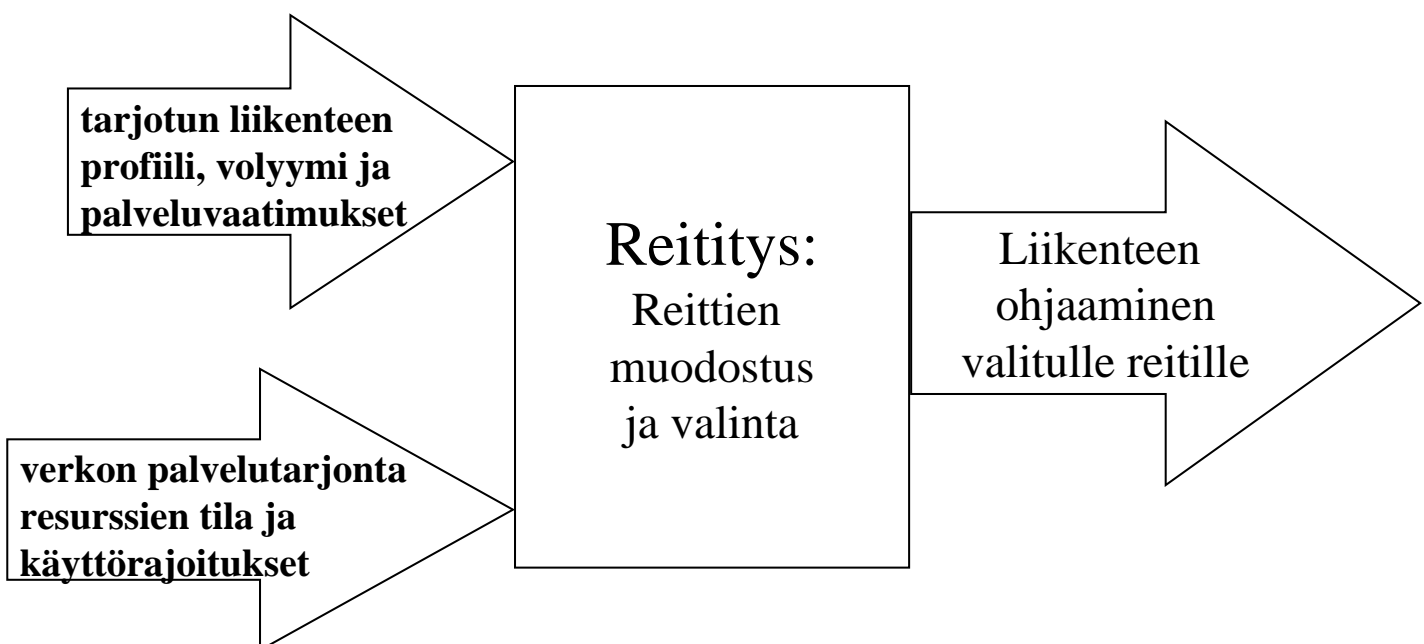 tarjotun liikenteen
profiili, volyymi ja
palveluvaatimukset
verkon palvelutarjonta
resurssien tila ja
käyttörajoitukset
Reititys:
Reittien
muodostus
ja valinta
Liikenteen
ohjaaminen
valitulle reitille